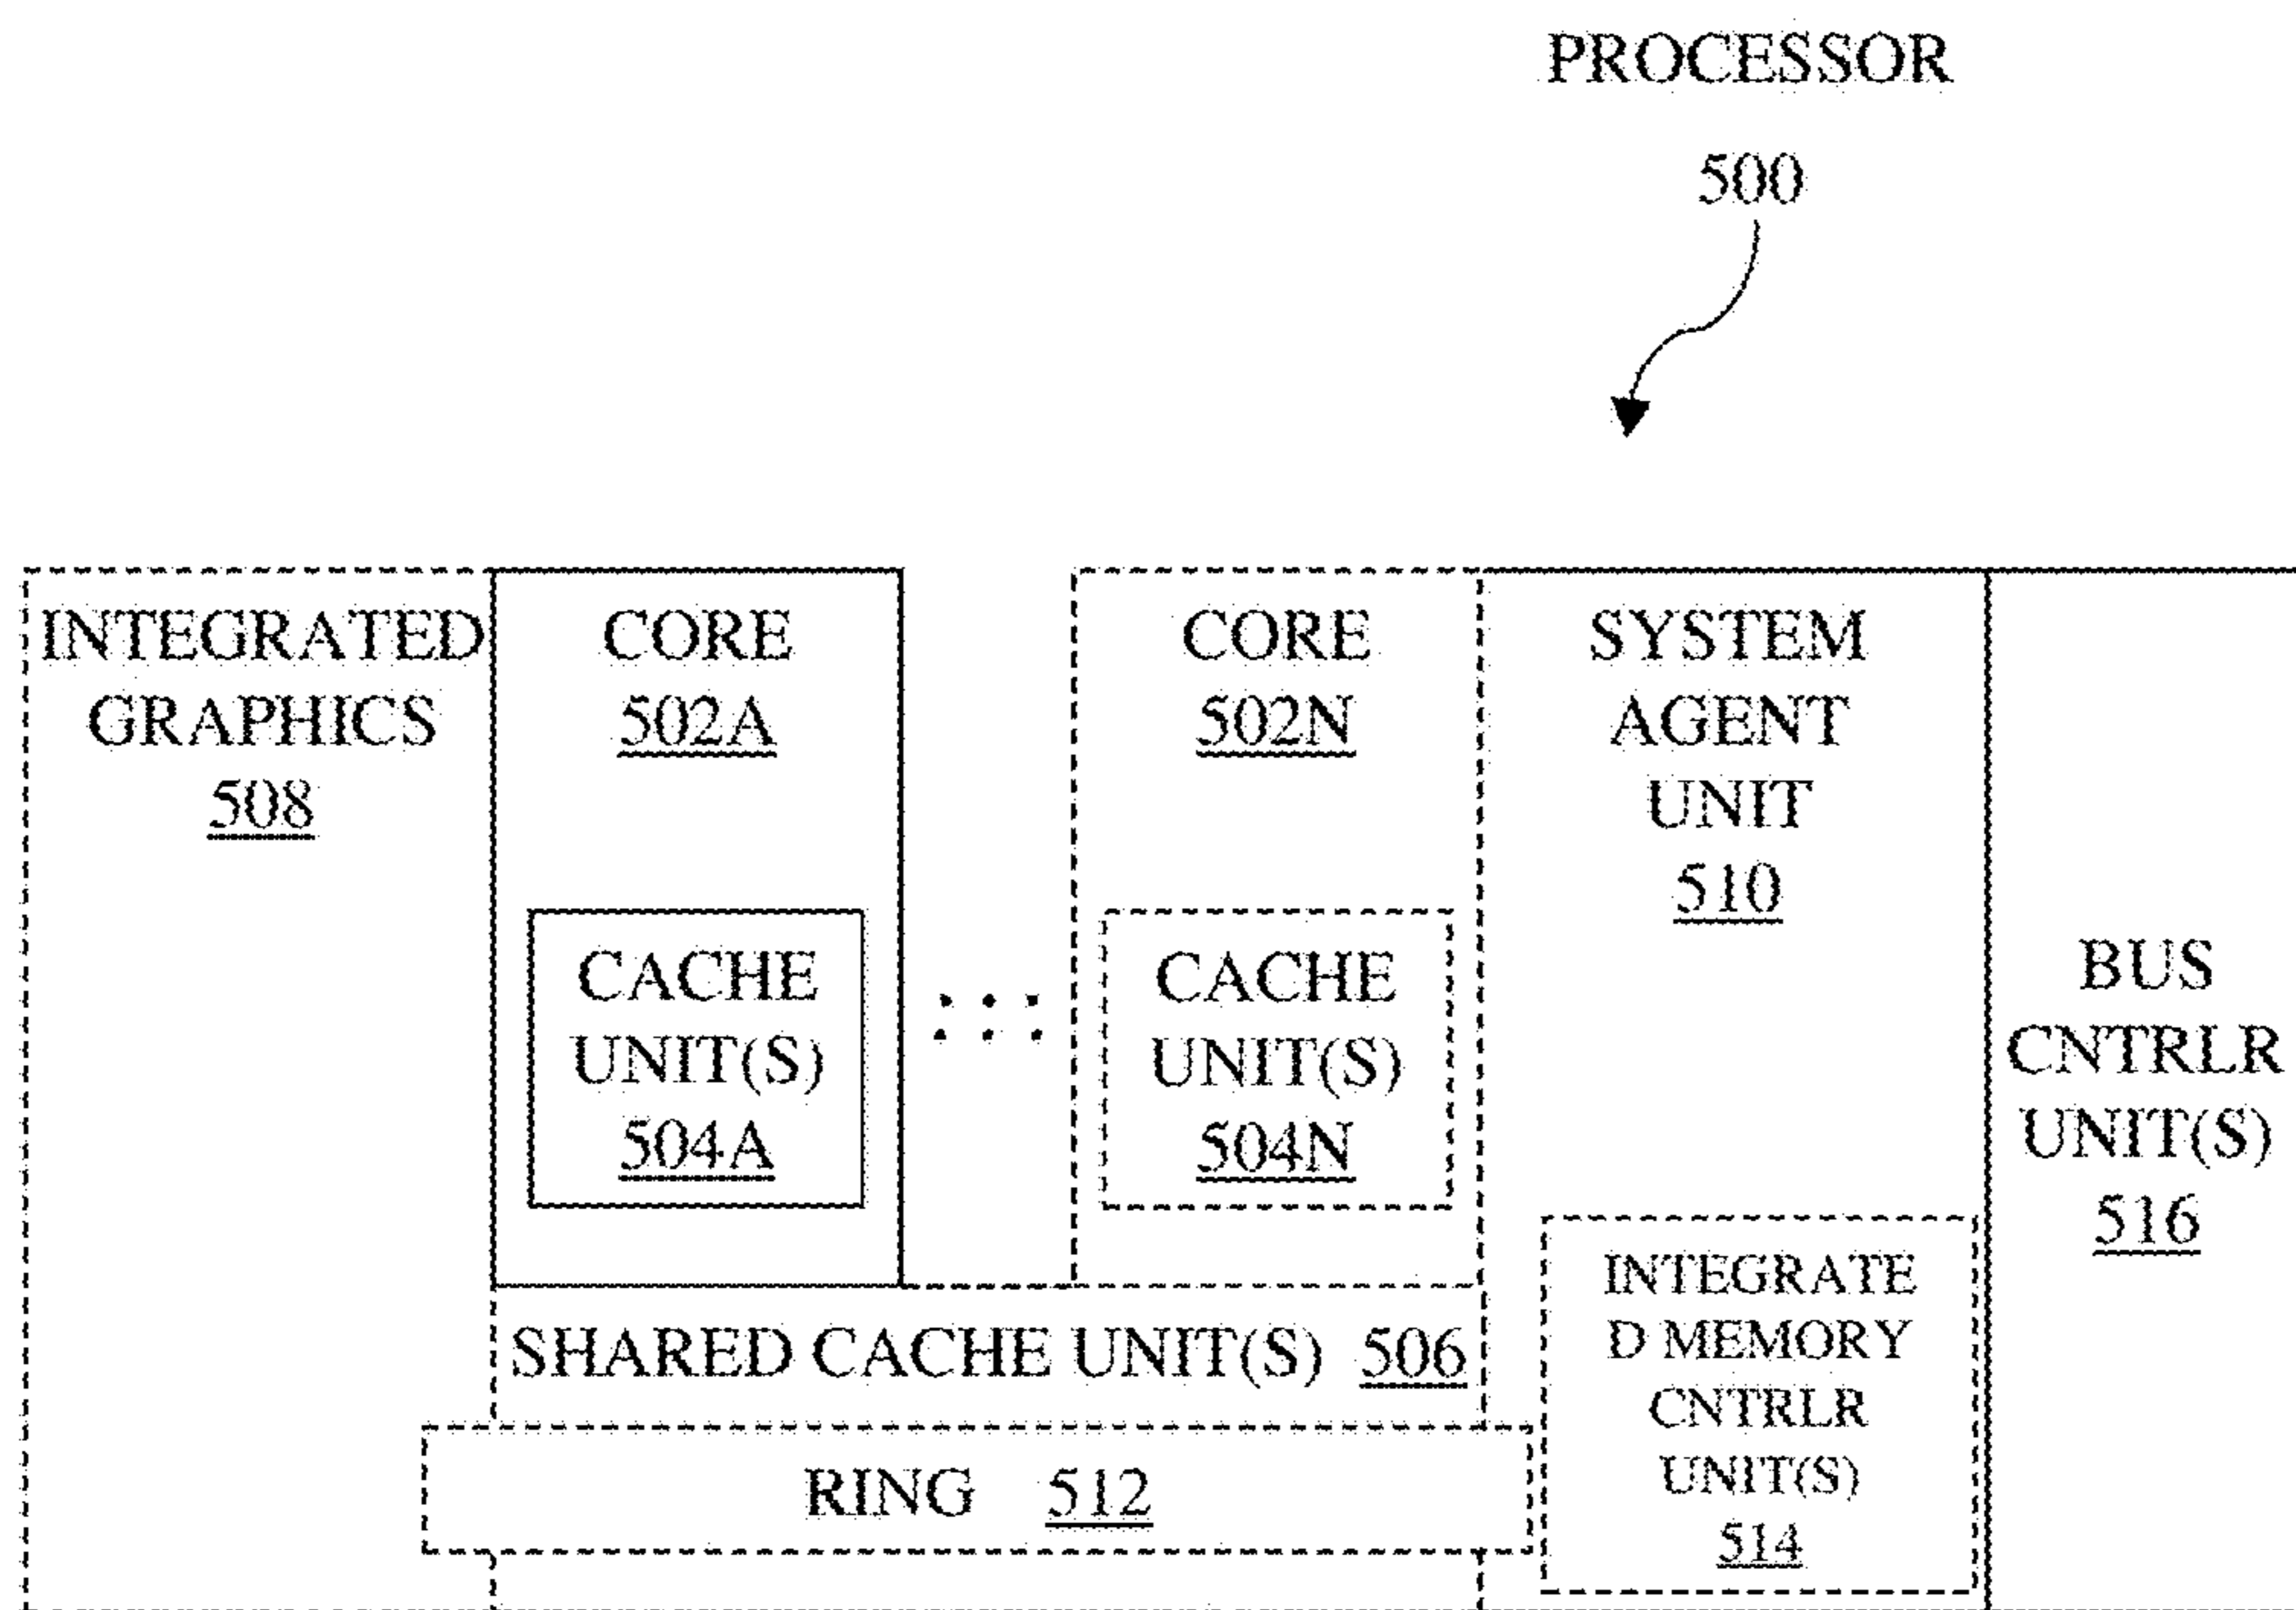 PROCESSOR
500
INTEGRATED
GRAPHICS
508
CORE
502A
CACHE
UNIT(S)
504A
CORE
502N
CACHE
UNIT(S)
504N
SYSTEM
AGENT
UNIT
510
BUS
CNTRLR
UNIT(S)
516
INTEGRATE
D MEMORY
CNTRLR
UNIT(S)
514
SHARED CACHE UNIT(S) 506
RING 512